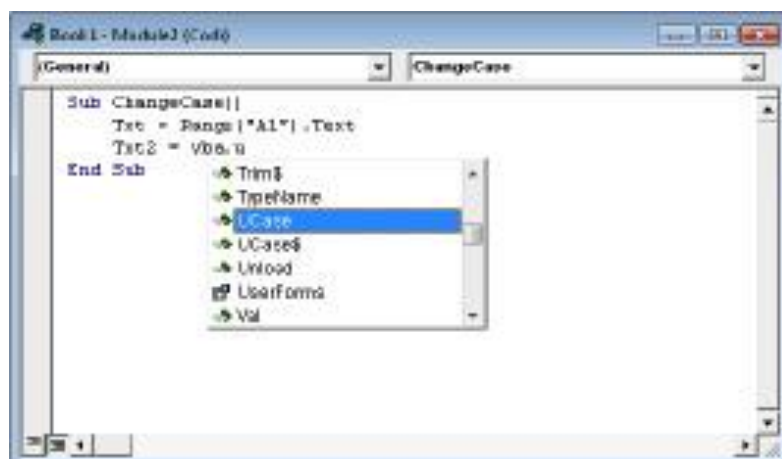 Book1 - Module2 (Code)
(General) ChangeCase
Sub ChangeCase()
Txt = Range("A1").Text
Txt2 = vba.u
End Sub
Trim$
TypeName
UCase
UCase$
Unload
UserForms
Val